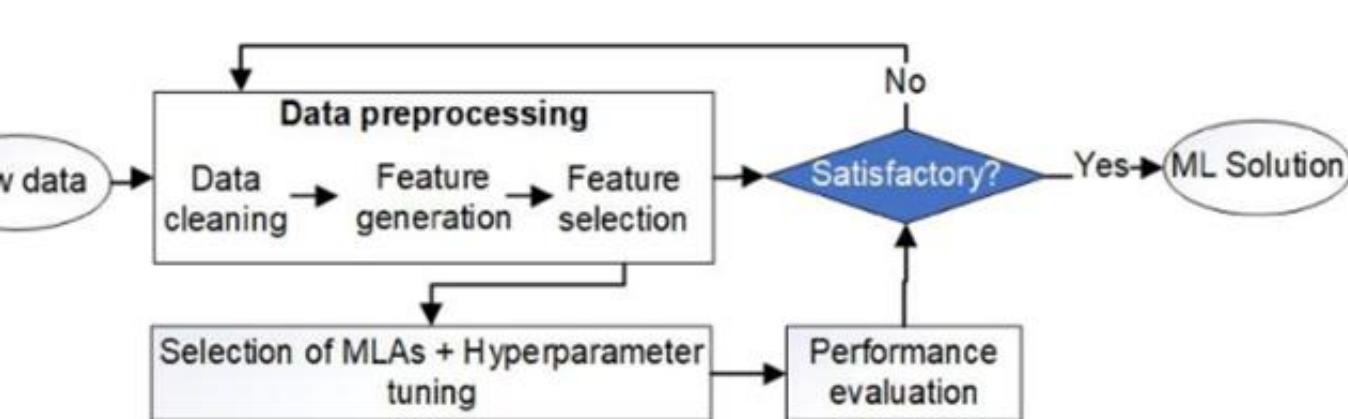 No
Data preprocessing
data
Data cleaning
Feature generation
Feature selection
Satisfactory?
Yes
ML Solution
Selection of MLAs + Hyperparameter
tuning
Performance
evaluation